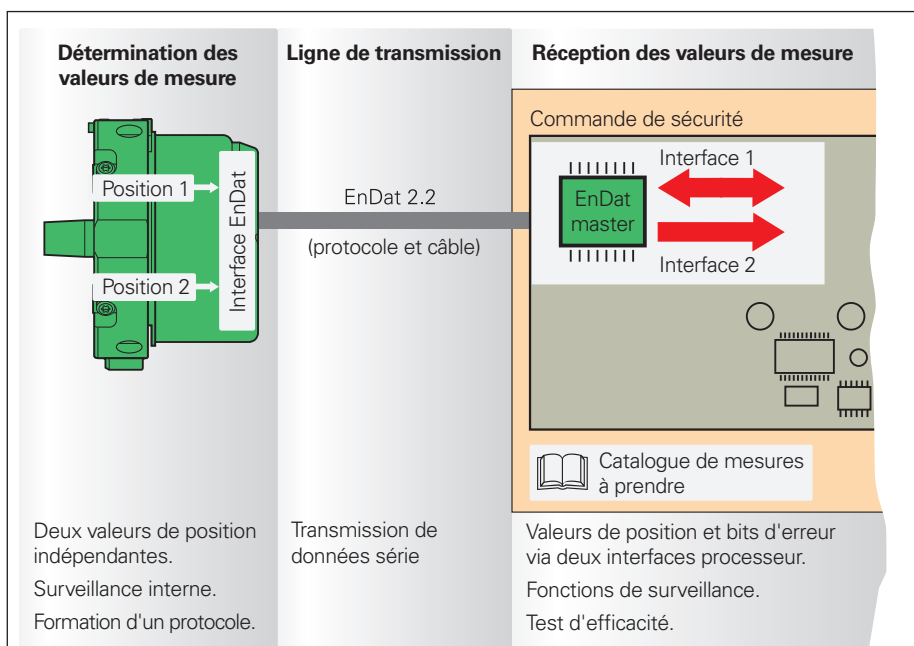 Détermination des
valeurs de mesure
Ligne de transmission
Réception des valeurs de mesure
Position 1
Position 2
Interface EnDat
EnDat 2.2
(protocole et câble)
Commande de sécurité
EnDat
master
Interface 1
Interface 2
Catalogue de mesures
à prendre
Deux valeurs de position
indépendantes.
Surveillance interne.
Formation d'un protocole.
Transmission de
données série
Valeurs de position et bits d'erreur
via deux interfaces processeur.
Fonctions de surveillance.
Test d'efficacité.